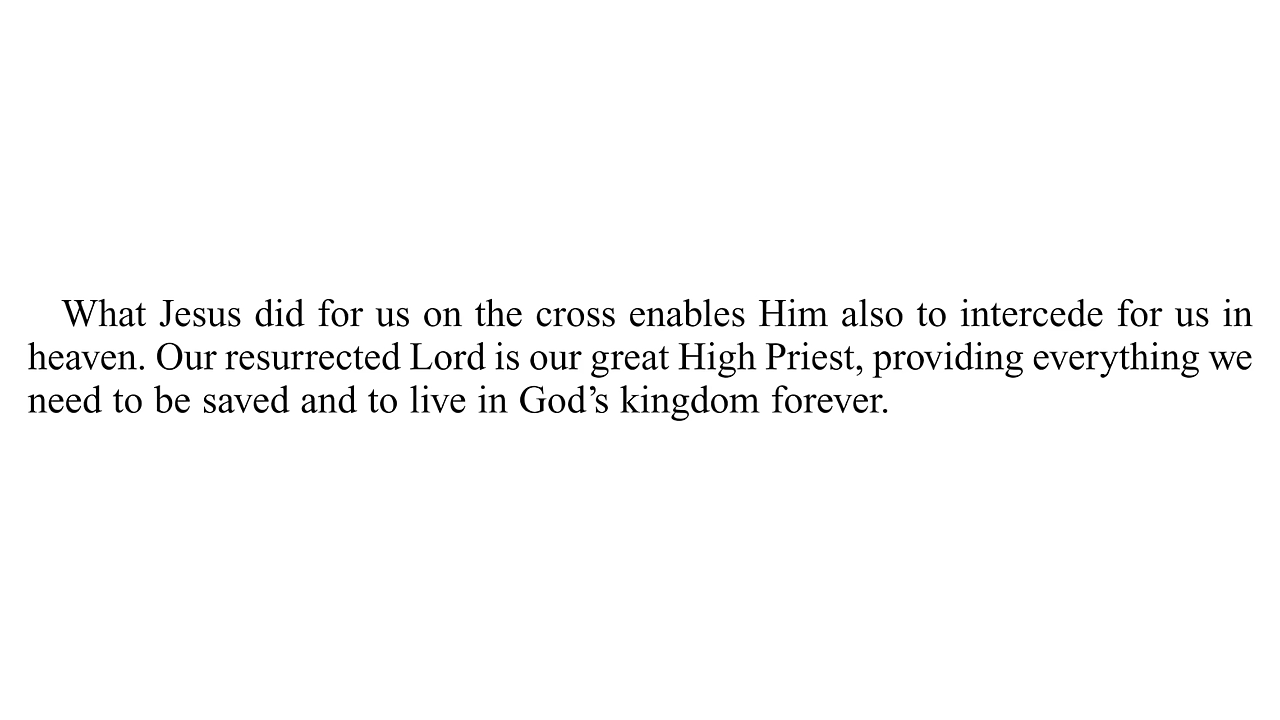 What Jesus did for us on the cross enables Him also to intercede for us in
heaven. Our resurrected Lord is our great High Priest, providing everything we
need to be saved and to live in God’s kingdom forever.